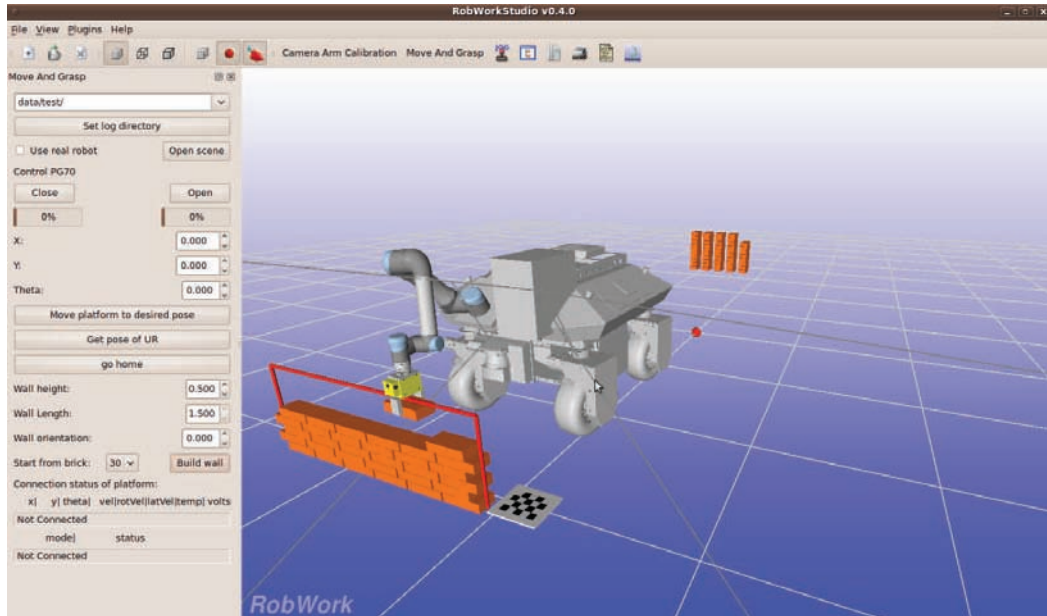 RobWorkStudio v0.4.0
File View Plugins Help
Camera Arm Calibration Move And Grasp
Move And Grasp
data/test/
Set log directory
Use real robot Open scene
Control PG70
Close Open
0% 0%
X: 0.000
Y: 0.000
Theta: 0.000
Move platform to desired pose
Get pose of UR
go home
Wall height: 0.500
Wall Length: 1.500
Wall orientation: 0.000
Start from brick: 30 Build wall
Connection status of platform:
x| y| theta| vel|rotVel|latVel|temp| volts
Not Connected
model status
Not Connected
RobWork